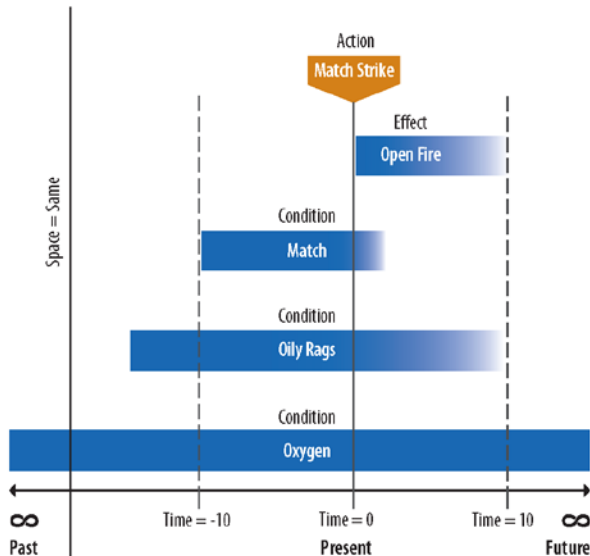 Action
Match Strike
Effect
Open Fire
Space = Same
Condition
Match
Condition
Oily Rags
Condition
Oxygen
∞ Time = -10 Time = 0 Time = 10 ∞
Past Present Future